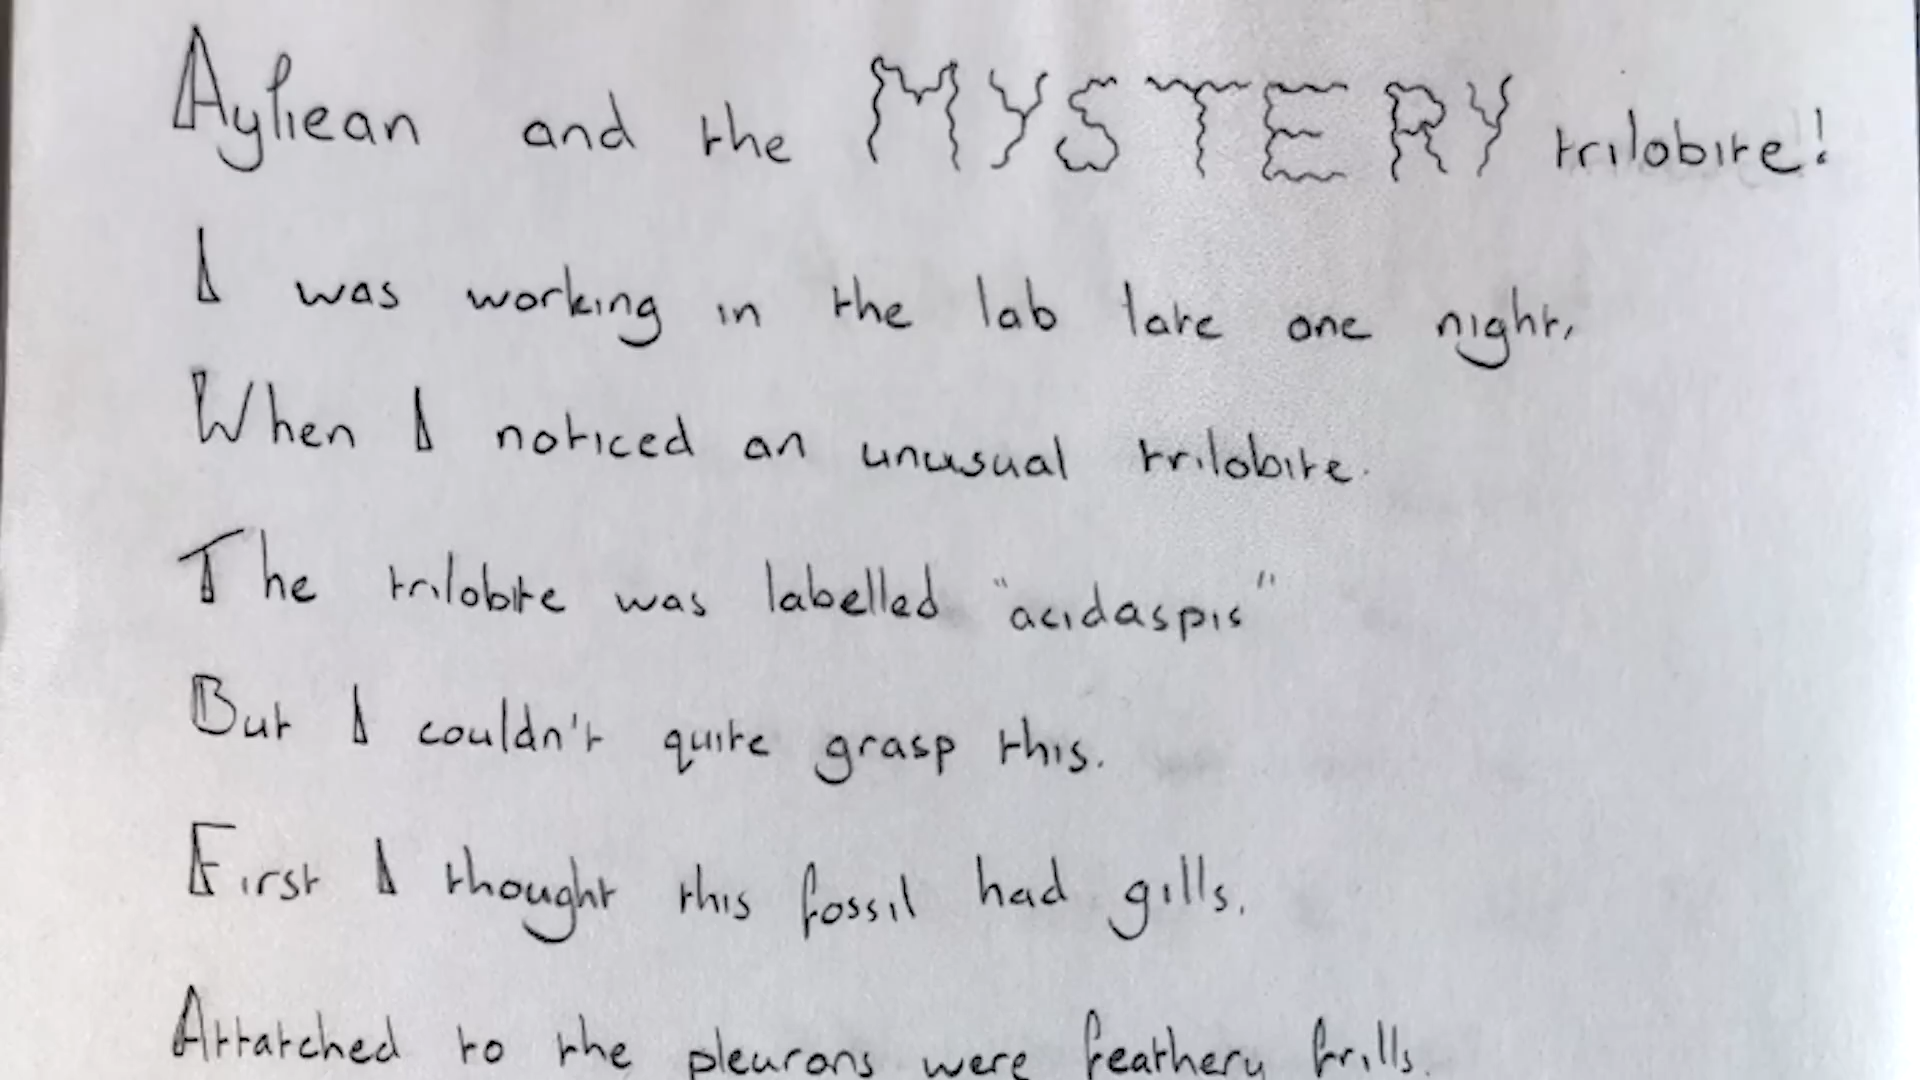 Ayliean and the MYSTERY trilobite!
I was working in the lab late one night,
When I noticed an unusual trilobite.
The trilobite was labelled "acidaspis"
But I couldn't quite grasp this.
First I thought this fossil had gills,
Attatched to the pleurons were feathery frills.